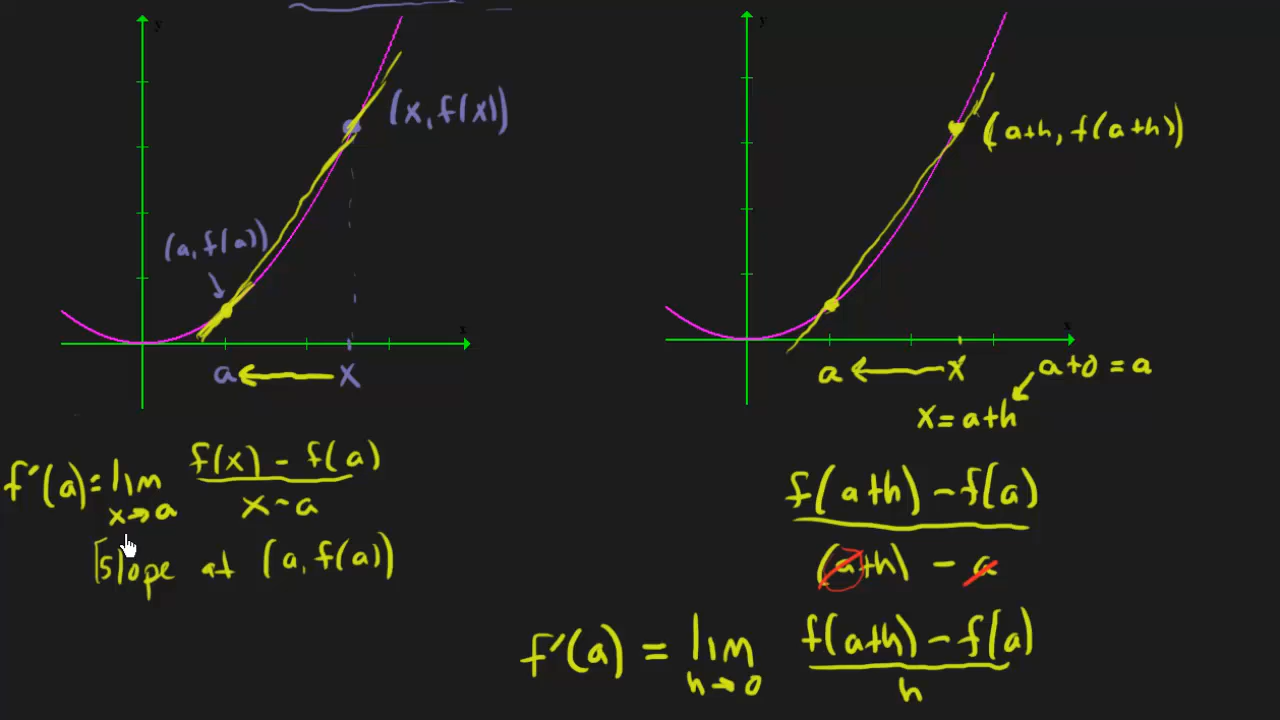 y
(x, f(x))
(a, f(a))
x
a ← x
f'(a) = lim x→a f(x) - f(a) / x - a
slope at (a, f(a))
y
(a+h, f(a+h))
x
a ← x
a+0 = a
x = a+h
f(a+h) - f(a)
(a+h) - a
f'(a) = lim h→0 f(a+h) - f(a) / h